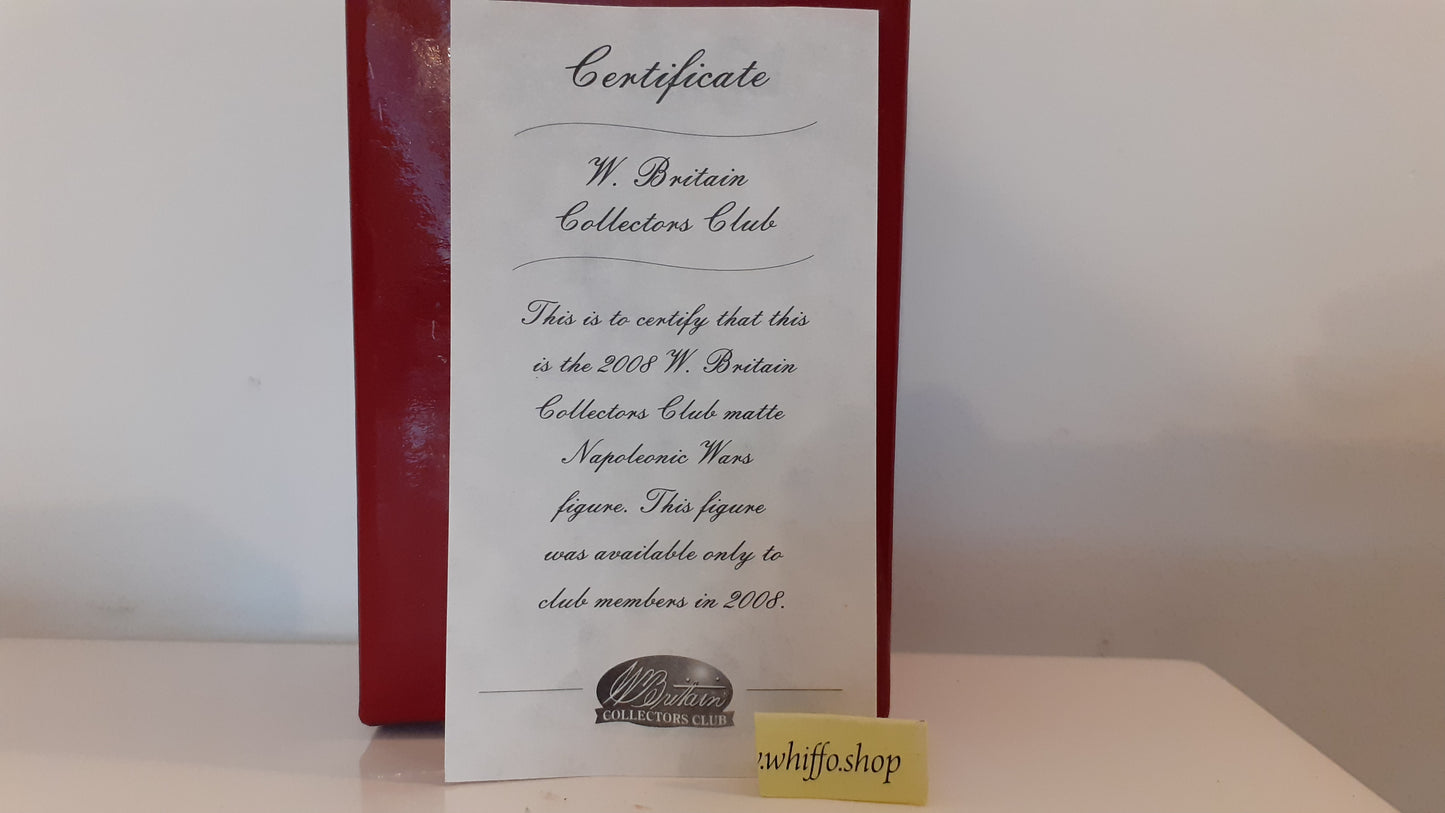 Certificate
W. Britain
Collectors Club
This is to certify that this
is the 2008 W. Britain
Collectors Club matte
Napoleonic Wars
figure. This figure
was available only to
club members in 2008.
W Britain
COLLECTORS CLUB
.whiffo.shop